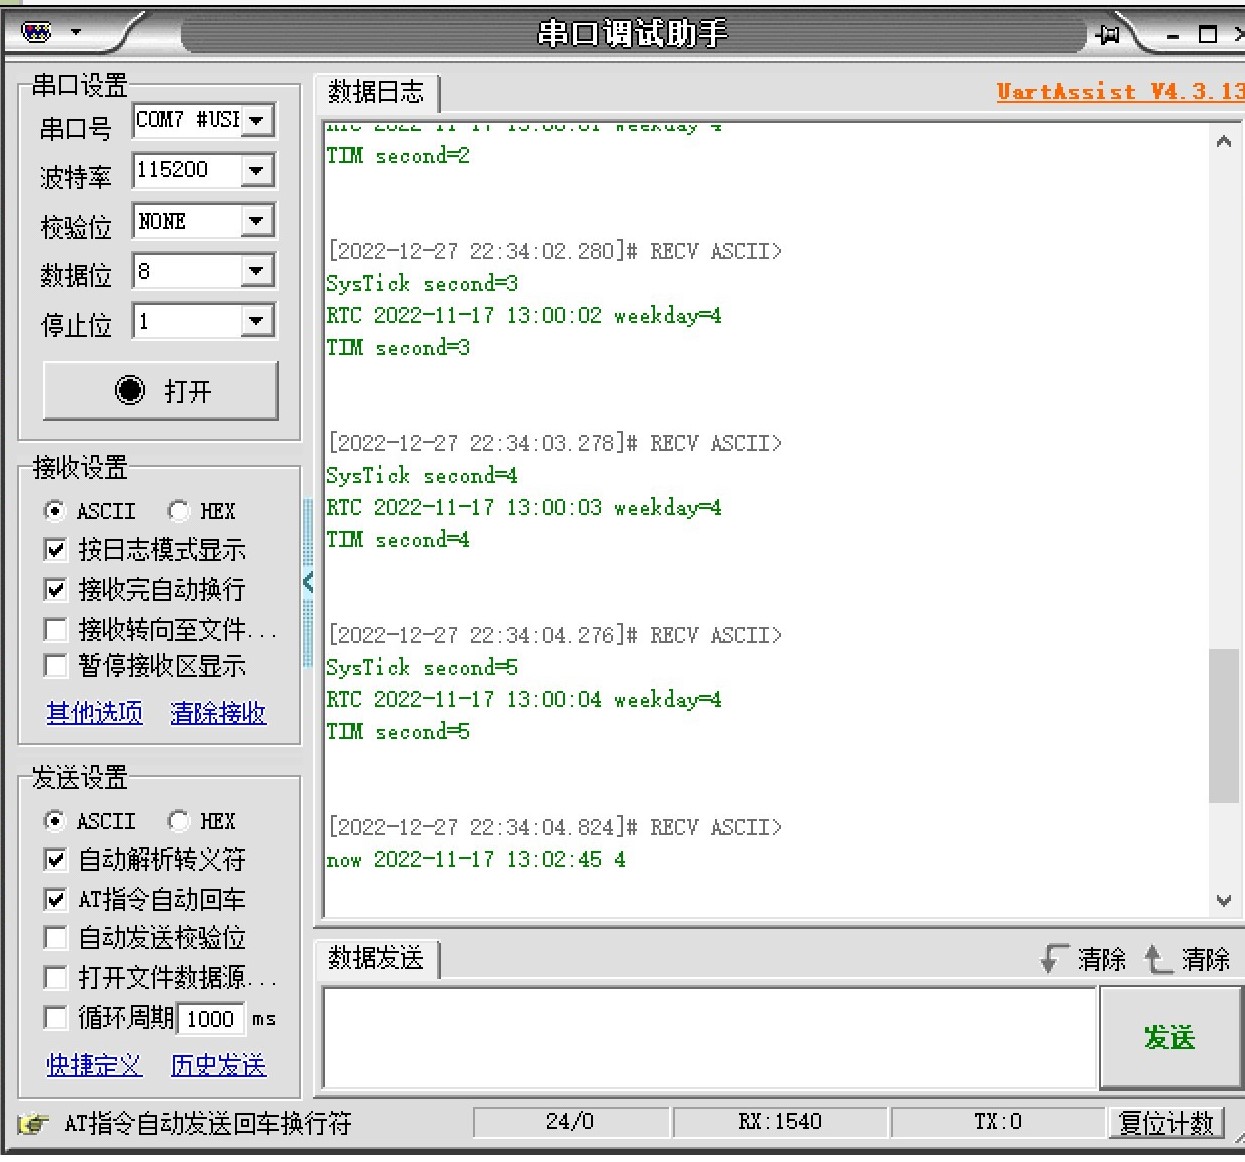 串口调试助手
串口设置
串口号 COM7 #USI
波特率 115200
校验位 NONE
数据位 8
停止位 1
打开
接收设置
ASCII HEX
按日志模式显示
接收完自动换行
接收转向至文件...
暂停接收区显示
其他选项 清除接收
发送设置
ASCII HEX
自动解析转义符
AT指令自动回车
自动发送校验位
打开文件数据源...
循环周期 1000 ms
快捷定义 历史发送
数据日志
UartAssist V4.3.13
RTC 2022-11-17 13:00:01 weekday=4
TIM second=2
[2022-12-27 22:34:02.280]# RECV ASCII>
SysTick second=3
RTC 2022-11-17 13:00:02 weekday=4
TIM second=3
[2022-12-27 22:34:03.278]# RECV ASCII>
SysTick second=4
RTC 2022-11-17 13:00:03 weekday=4
TIM second=4
[2022-12-27 22:34:04.276]# RECV ASCII>
SysTick second=5
RTC 2022-11-17 13:00:04 weekday=4
TIM second=5
[2022-12-27 22:34:04.824]# RECV ASCII>
now 2022-11-17 13:02:45 4
数据发送
清除 清除
发送
AT指令自动发送回车换行符 24/0 RX:1540 TX:0 复位计数